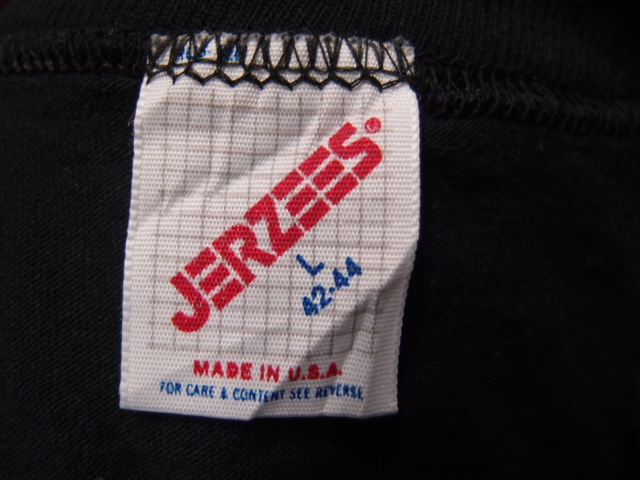 JERZEES®
L
42-44
MADE IN U.S.A.
FOR CARE & CONTENT SEE REVERSE